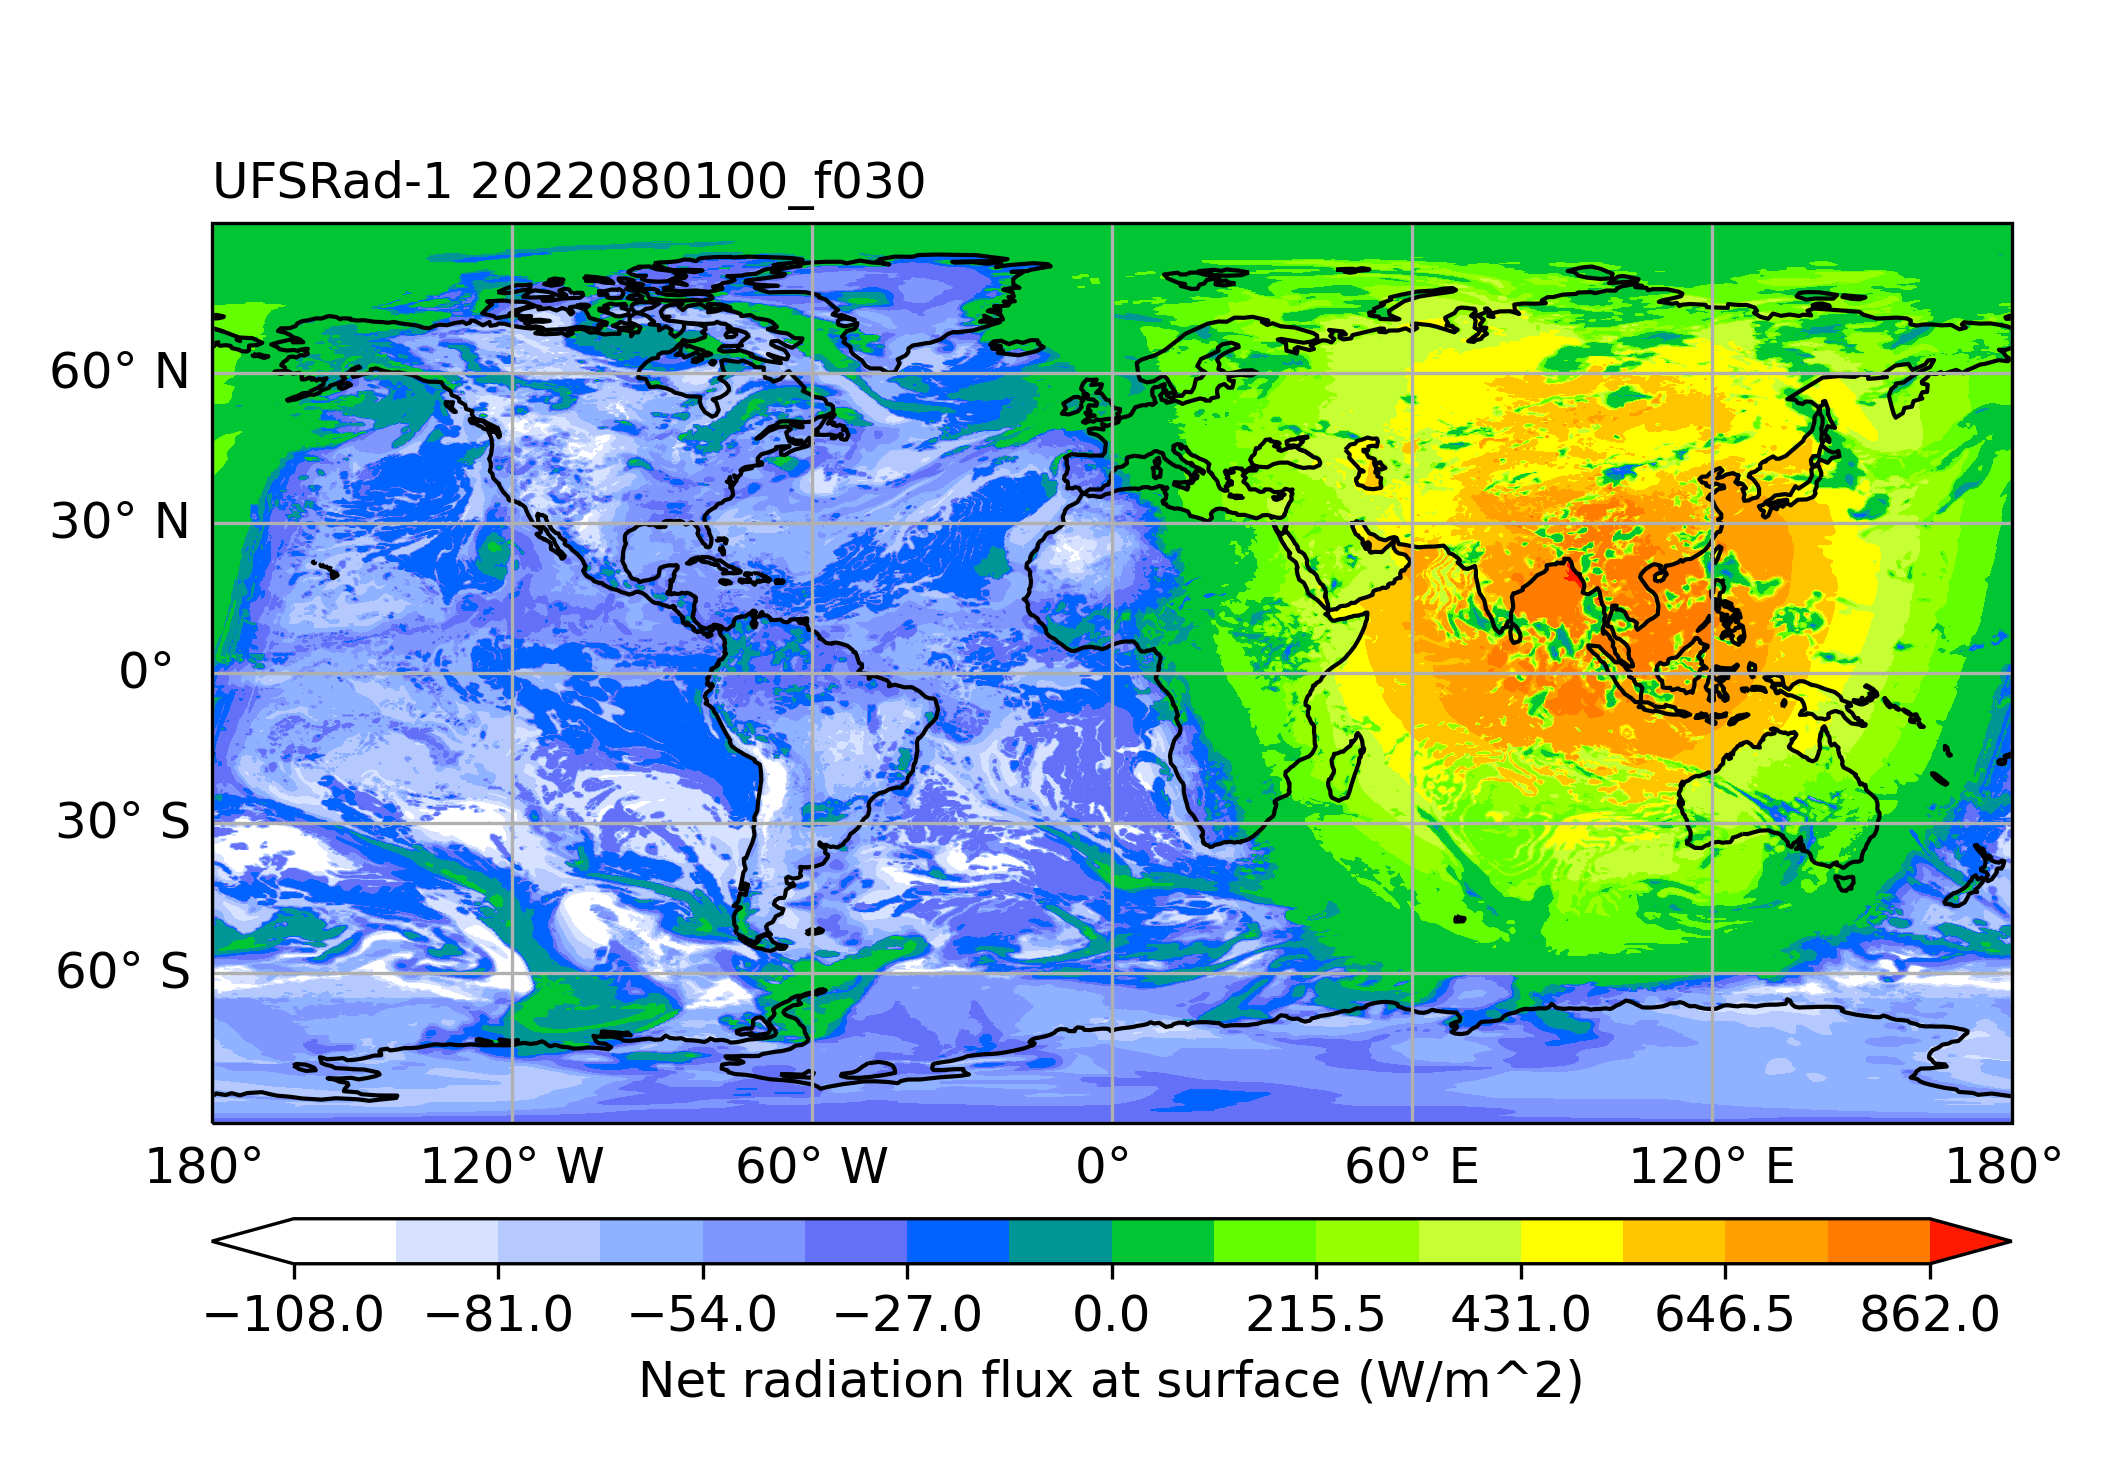 UFSRad-1 2022080100_f030
60° N
30° N
0°
30° S
60° S
180° 120° W 60° W 0° 60° E 120° E 180°
−108.0 −81.0 −54.0 −27.0 0.0 215.5 431.0 646.5 862.0
Net radiation flux at surface (W/m^2)